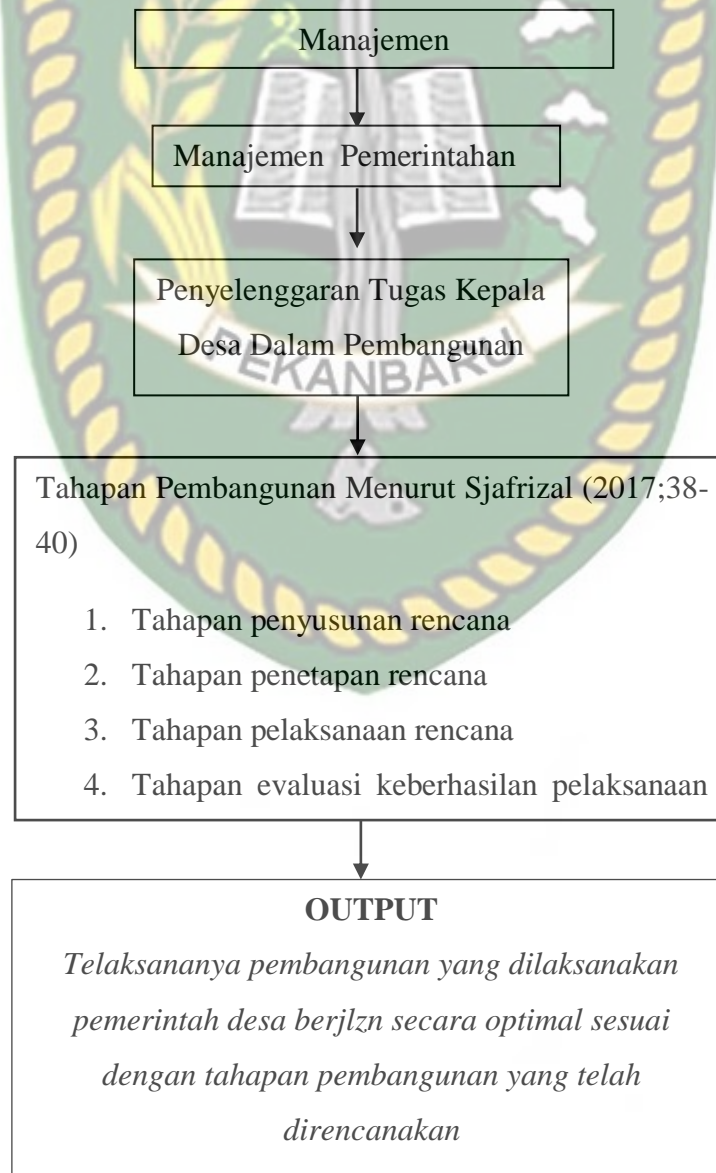 Manajemen
Manajemen Pemerintahan
Penyelenggaran Tugas Kepala
Desa Dalam Pembangunan
PEKANBARU
Tahapan Pembangunan Menurut Sjafrizal (2017;38-
40)
1. Tahapan penyusunan rencana
2. Tahapan penetapan rencana
3. Tahapan pelaksanaan rencana
4. Tahapan evaluasi keberhasilan pelaksanaan
OUTPUT
Telaksananya pembangunan yang dilaksanakan
pemerintah desa berjlzn secara optimal sesuai
dengan tahapan pembangunan yang telah
direncanakan